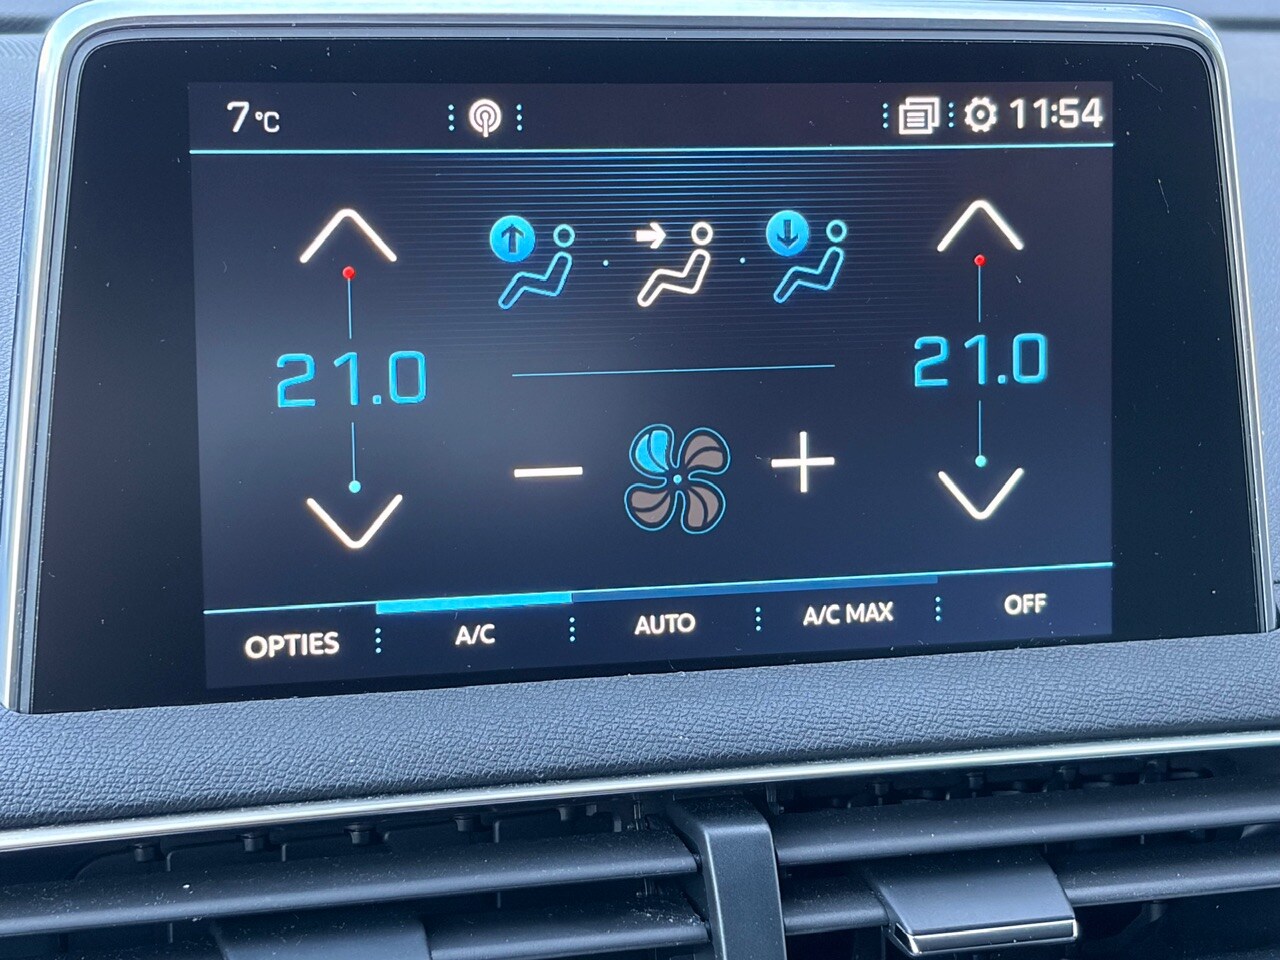 7°C 11:54
21.0 21.0
OPTIES A/C AUTO A/C MAX OFF